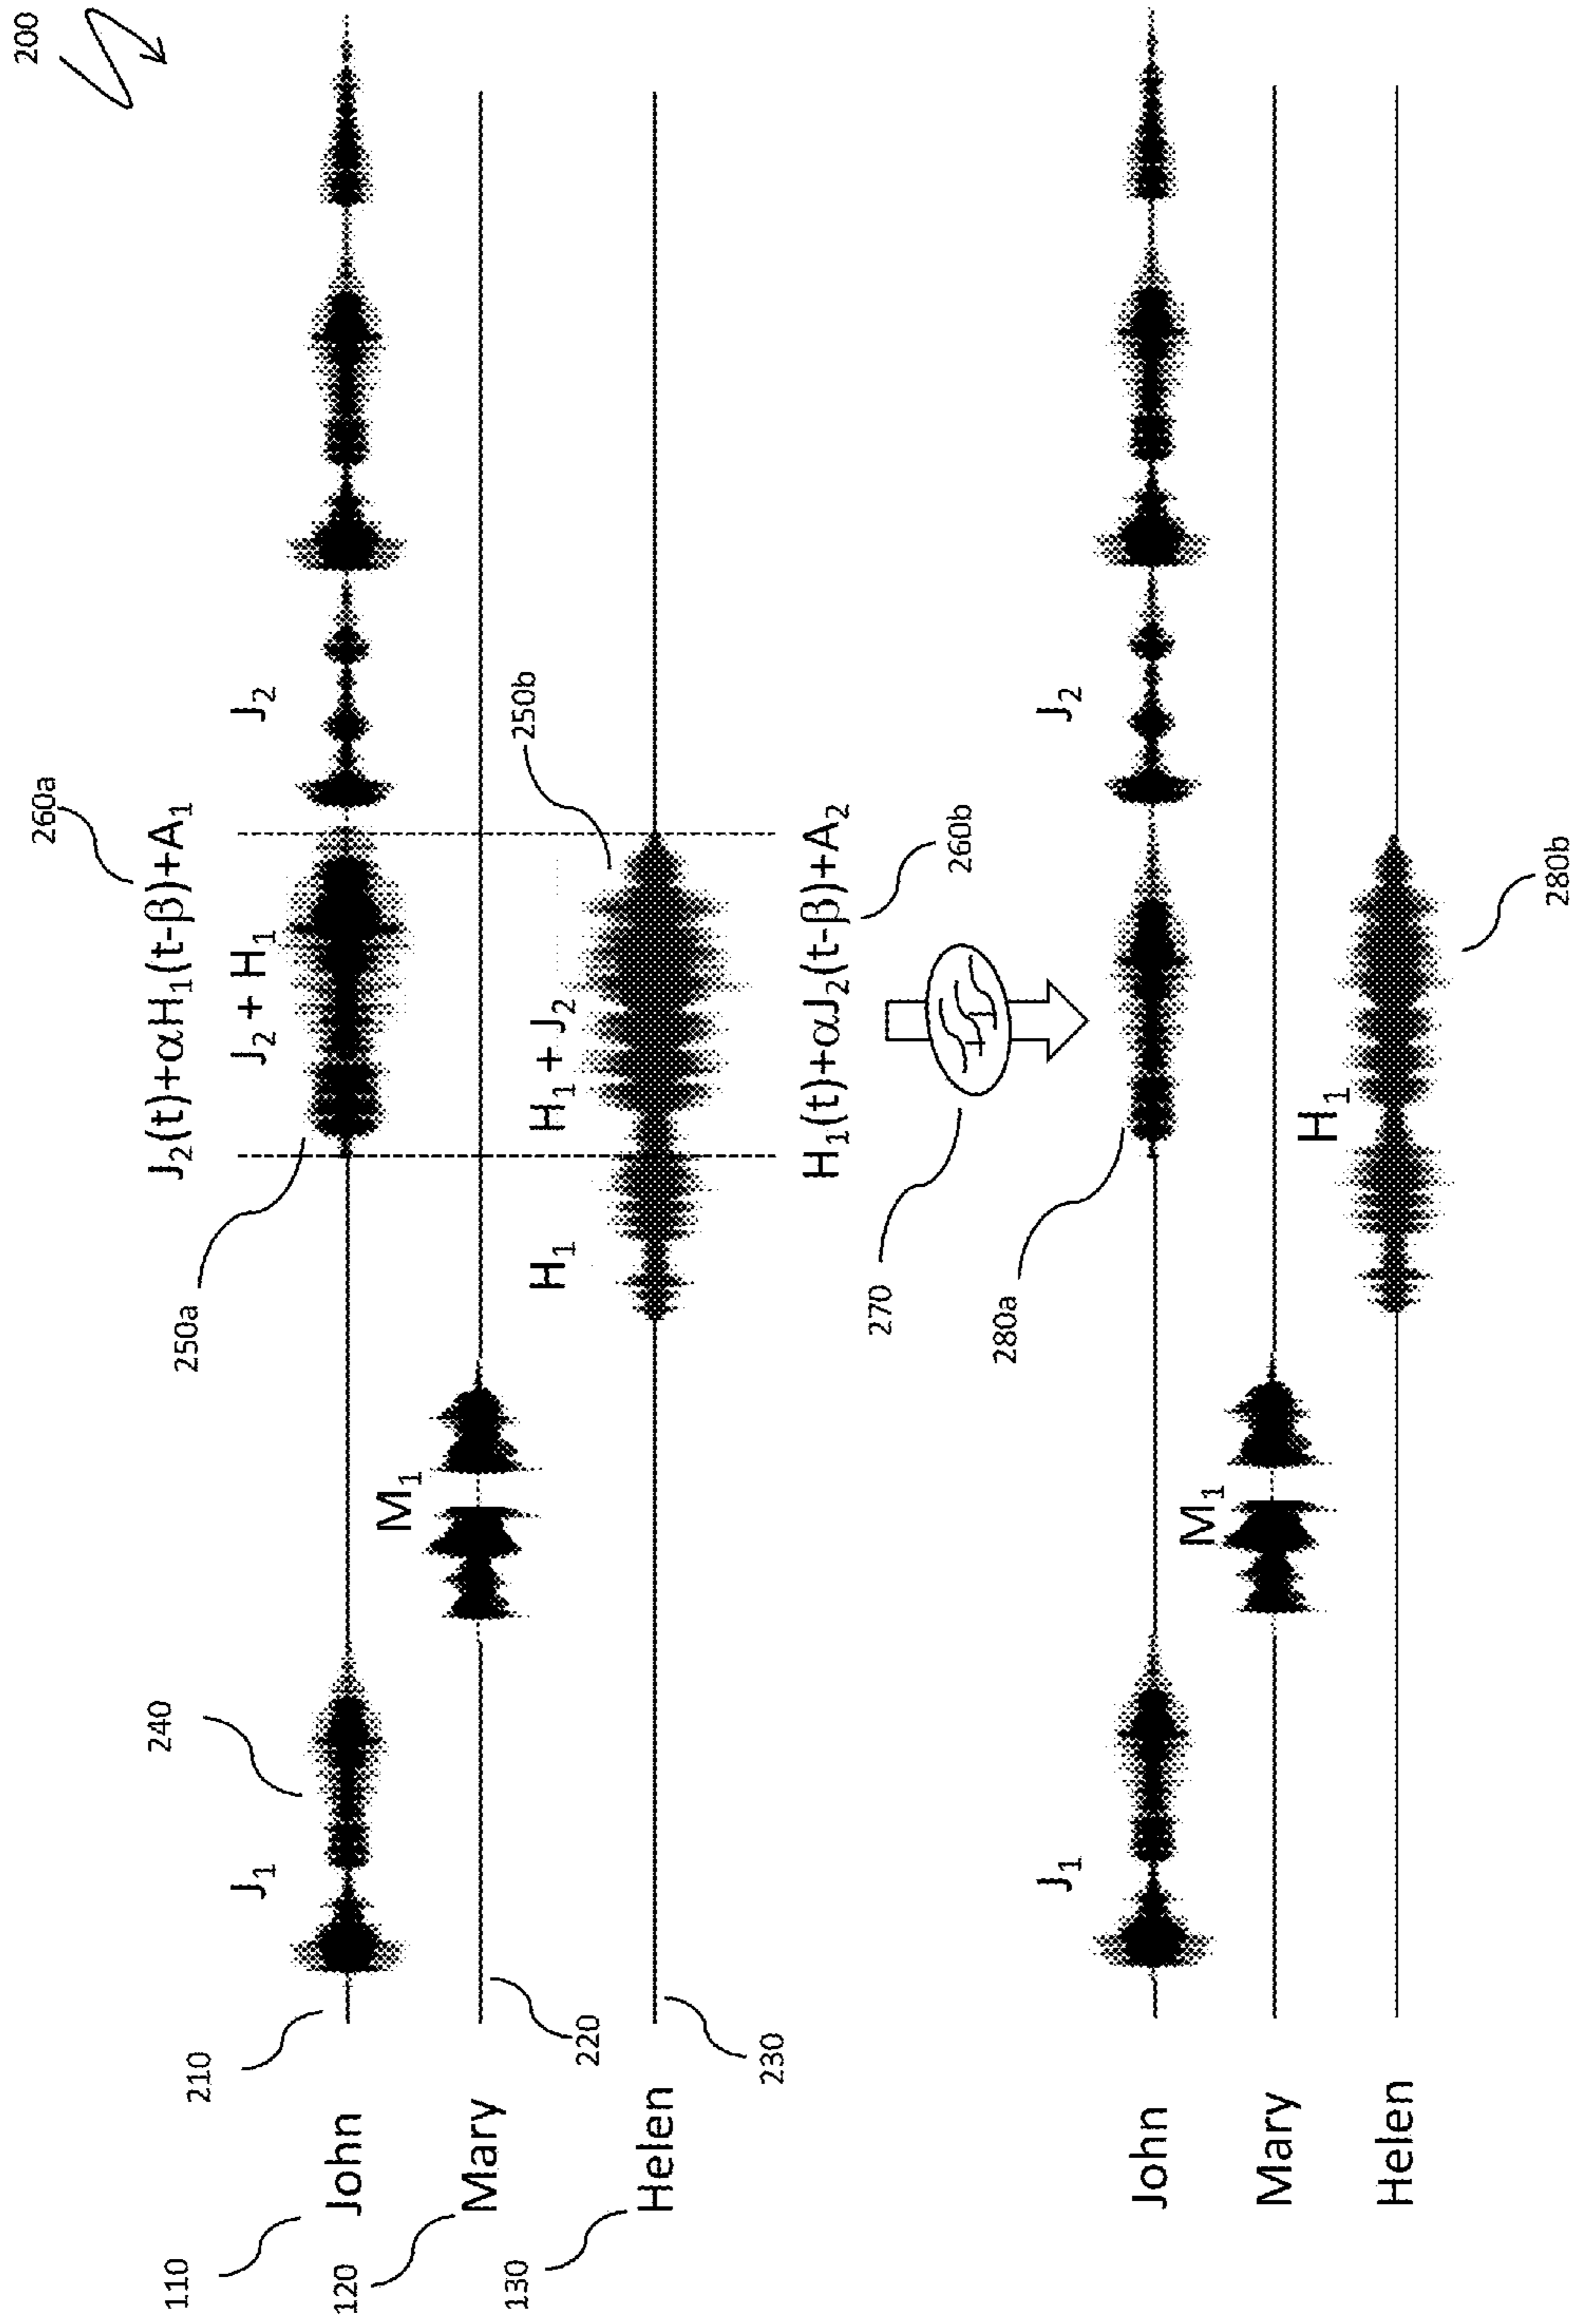 200
260a
J₂(t)+αH₁(t-β)+A₁
240
110
250a
210
J₁
J₂ + H₁
J₂
John
120
M₁
Mary
130
250b
H₁
H₁ + J₂
220
Helen
230
H₁(t)+αJ₂(t-β)+A₂
270
260b
280a
J₁
J₂
John
M₁
Mary
H₁
Helen
280b